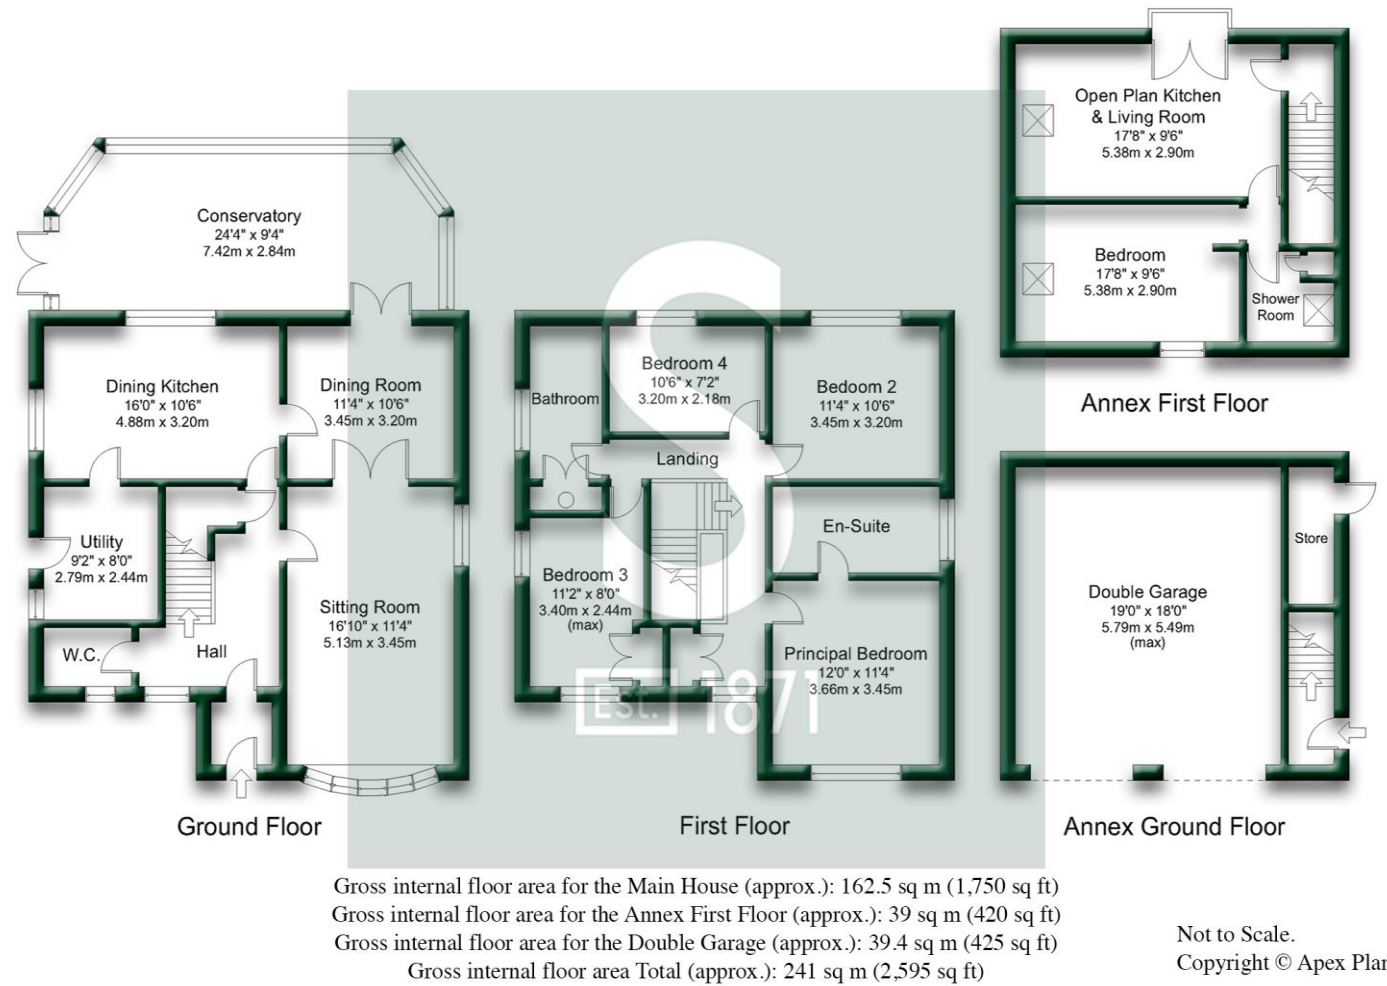 Conservatory
24'4" x 9'4"
7.42m x 2.84m
Dining Kitchen
16'0" x 10'6"
4.88m x 3.20m
Dining Room
11'4" x 10'6"
3.45m x 3.20m
Utility
9'2" x 8'0"
2.79m x 2.44m
Sitting Room
16'10" x 11'4"
5.13m x 3.45m
W.C.
Hall
Ground Floor
Bathroom
Bedroom 4
10'6" x 7'2"
3.20m x 2.18m
Bedoom 2
11'4" x 10'6"
3.45m x 3.20m
Landing
En-Suite
Bedroom 3
11'2" x 8'0"
3.40m x 2.44m
(max)
Principal Bedroom
12'0" x 11'4"
3.66m x 3.45m
S
Est. 1871
First Floor
Open Plan Kitchen
& Living Room
17'8" x 9'6"
5.38m x 2.90m
Bedroom
17'8" x 9'6"
5.38m x 2.90m
Shower
Room
Annex First Floor
Store
Double Garage
19'0" x 18'0"
5.79m x 5.49m
(max)
Annex Ground Floor
Gross internal floor area for the Main House (approx.): 162.5 sq m (1,750 sq ft)
Gross internal floor area for the Annex First Floor (approx.): 39 sq m (420 sq ft)
Gross internal floor area for the Double Garage (approx.): 39.4 sq m (425 sq ft)
Gross internal floor area Total (approx.): 241 sq m (2,595 sq ft)
Not to Scale.
Copyright © Apex Plan